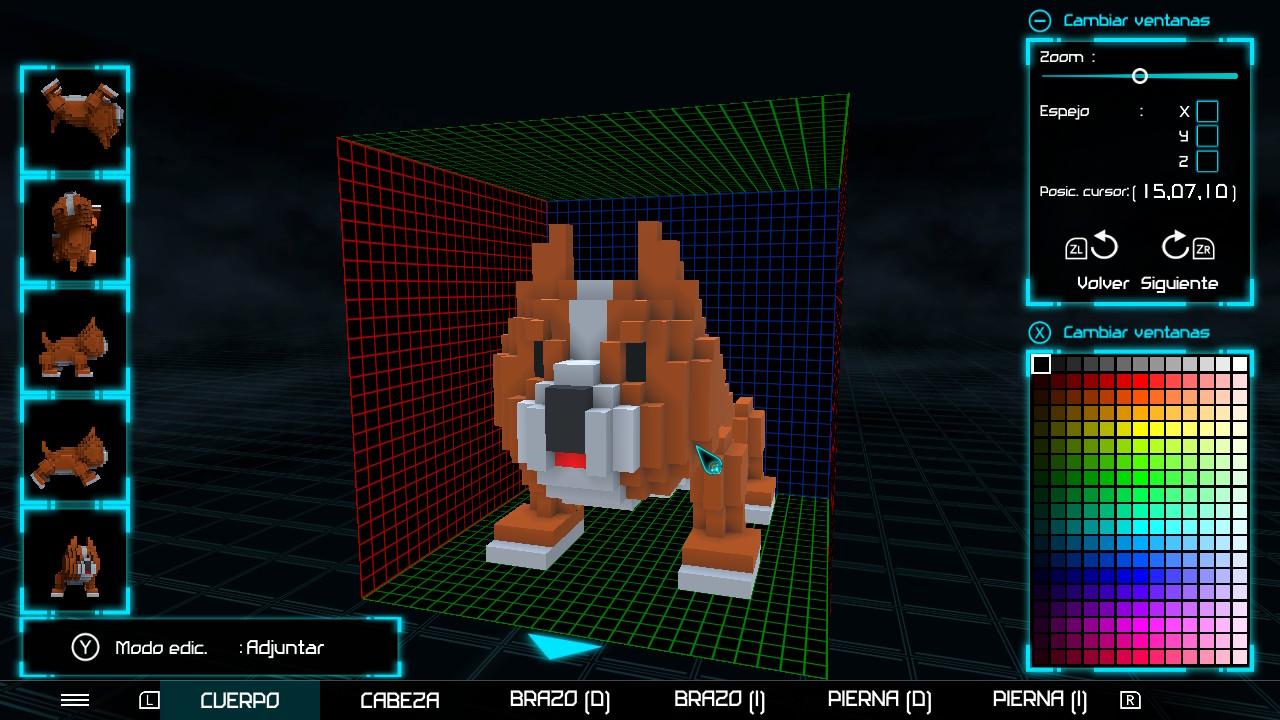 Cambiar ventanas
Zoom :
Espejo : X
Y
Z
Posic. cursor:(15,07,10)
ZL ZR
Volver Siguiente
X Cambiar ventanas
Y Modo edic. :Adjuntar
L CUERPO CABEZA BRAZO (D) BRAZO (I) PIERNA (D) PIERNA (I) R